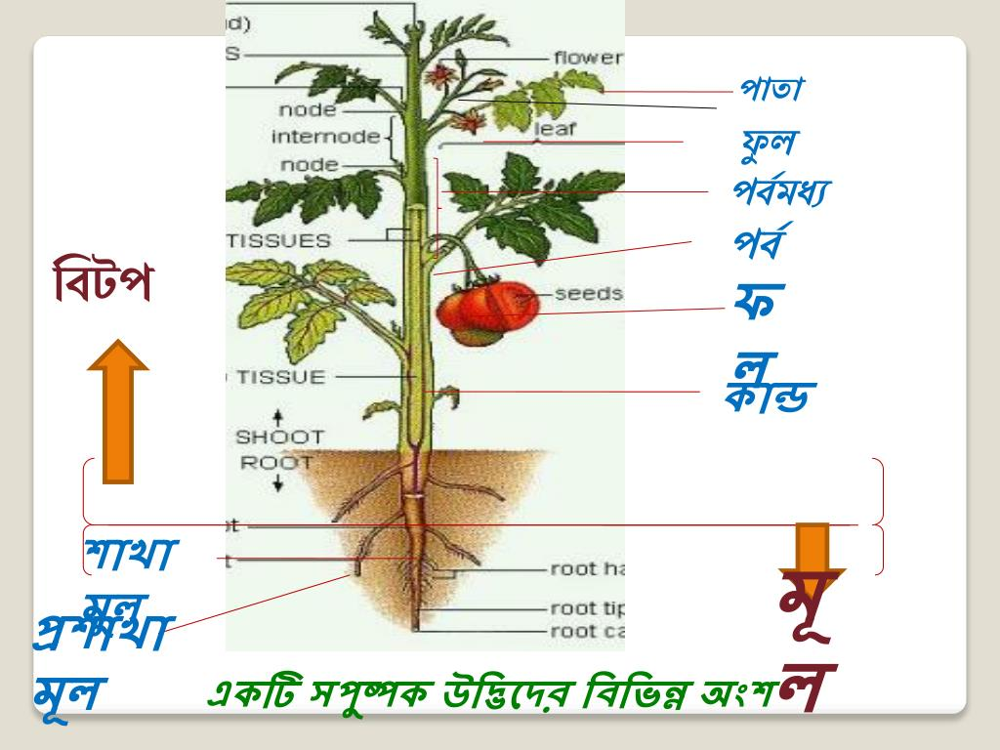 পাতা
flower
ফুল
node
internode
leaf
node
পর্বমধ্য
TISSUES
পর্ব
বিটপ
seeds
ফ
ল
TISSUE
কান্ড
SHOOT
ROOT
শাখা
মূল
root
প্রশাখা
root tip
মূ
মূল
ল
একটি সপুষ্পক উদ্ভিদের বিভিন্ন অংশ